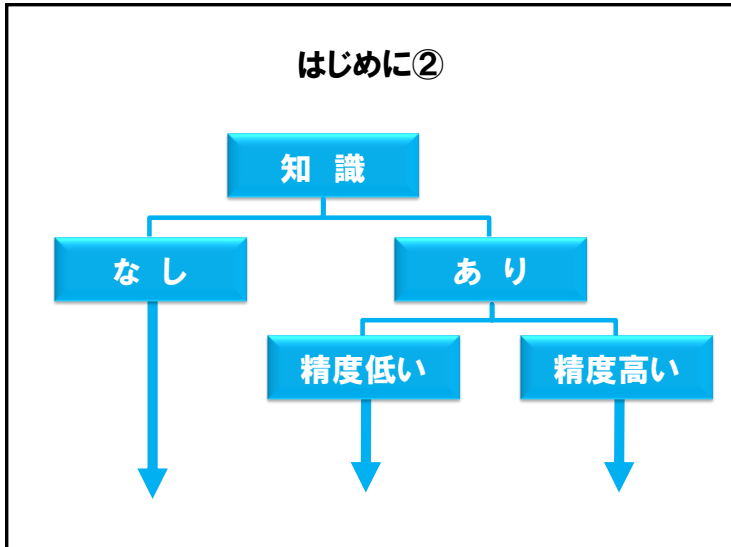 はじめに②
知 識
な し
あ り
精度低い
精度高い